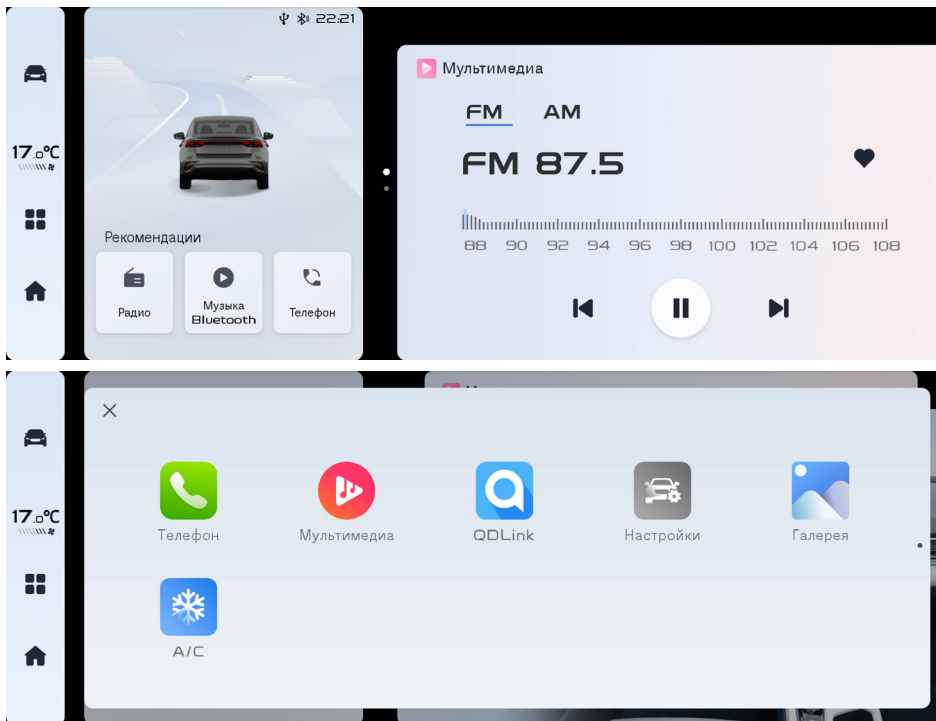 22:21
17.0°C
Рекомендации
Радио
Музыка
Bluetooth
Телефон
Мультимедиа
FM AM
FM 87.5
88 90 92 94 96 98 100 102 104 106 108
17.0°C
Телефон
Мультимедиа
QDLink
Настройки
Галерея
A/C